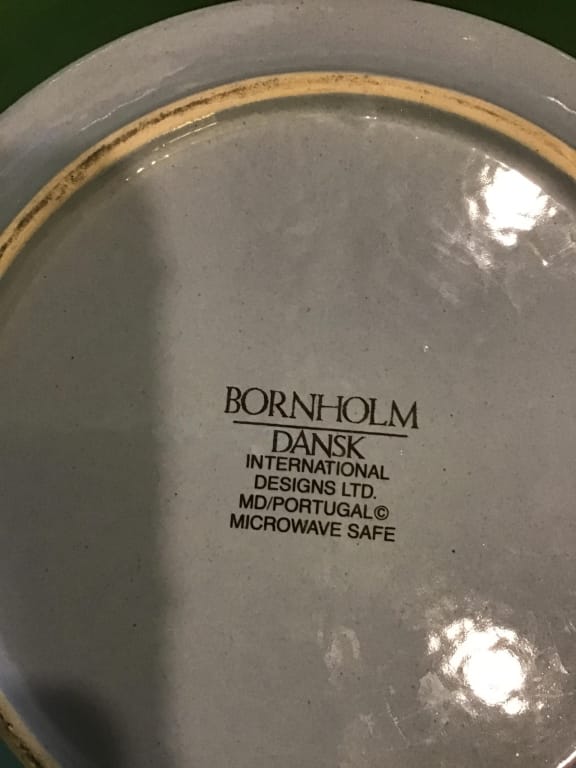 BORNHOLM
DANSK
INTERNATIONAL
DESIGNS LTD.
MD/PORTUGAL©
MICROWAVE SAFE